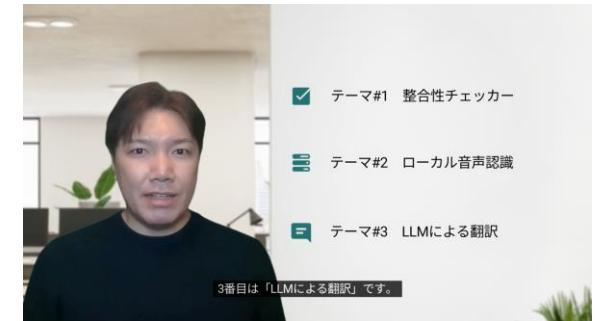 テーマ#1 整合性チェッカー
テーマ#2 ローカル音声認識
テーマ#3 LLMによる翻訳
3番目は「LLMによる翻訳」です。